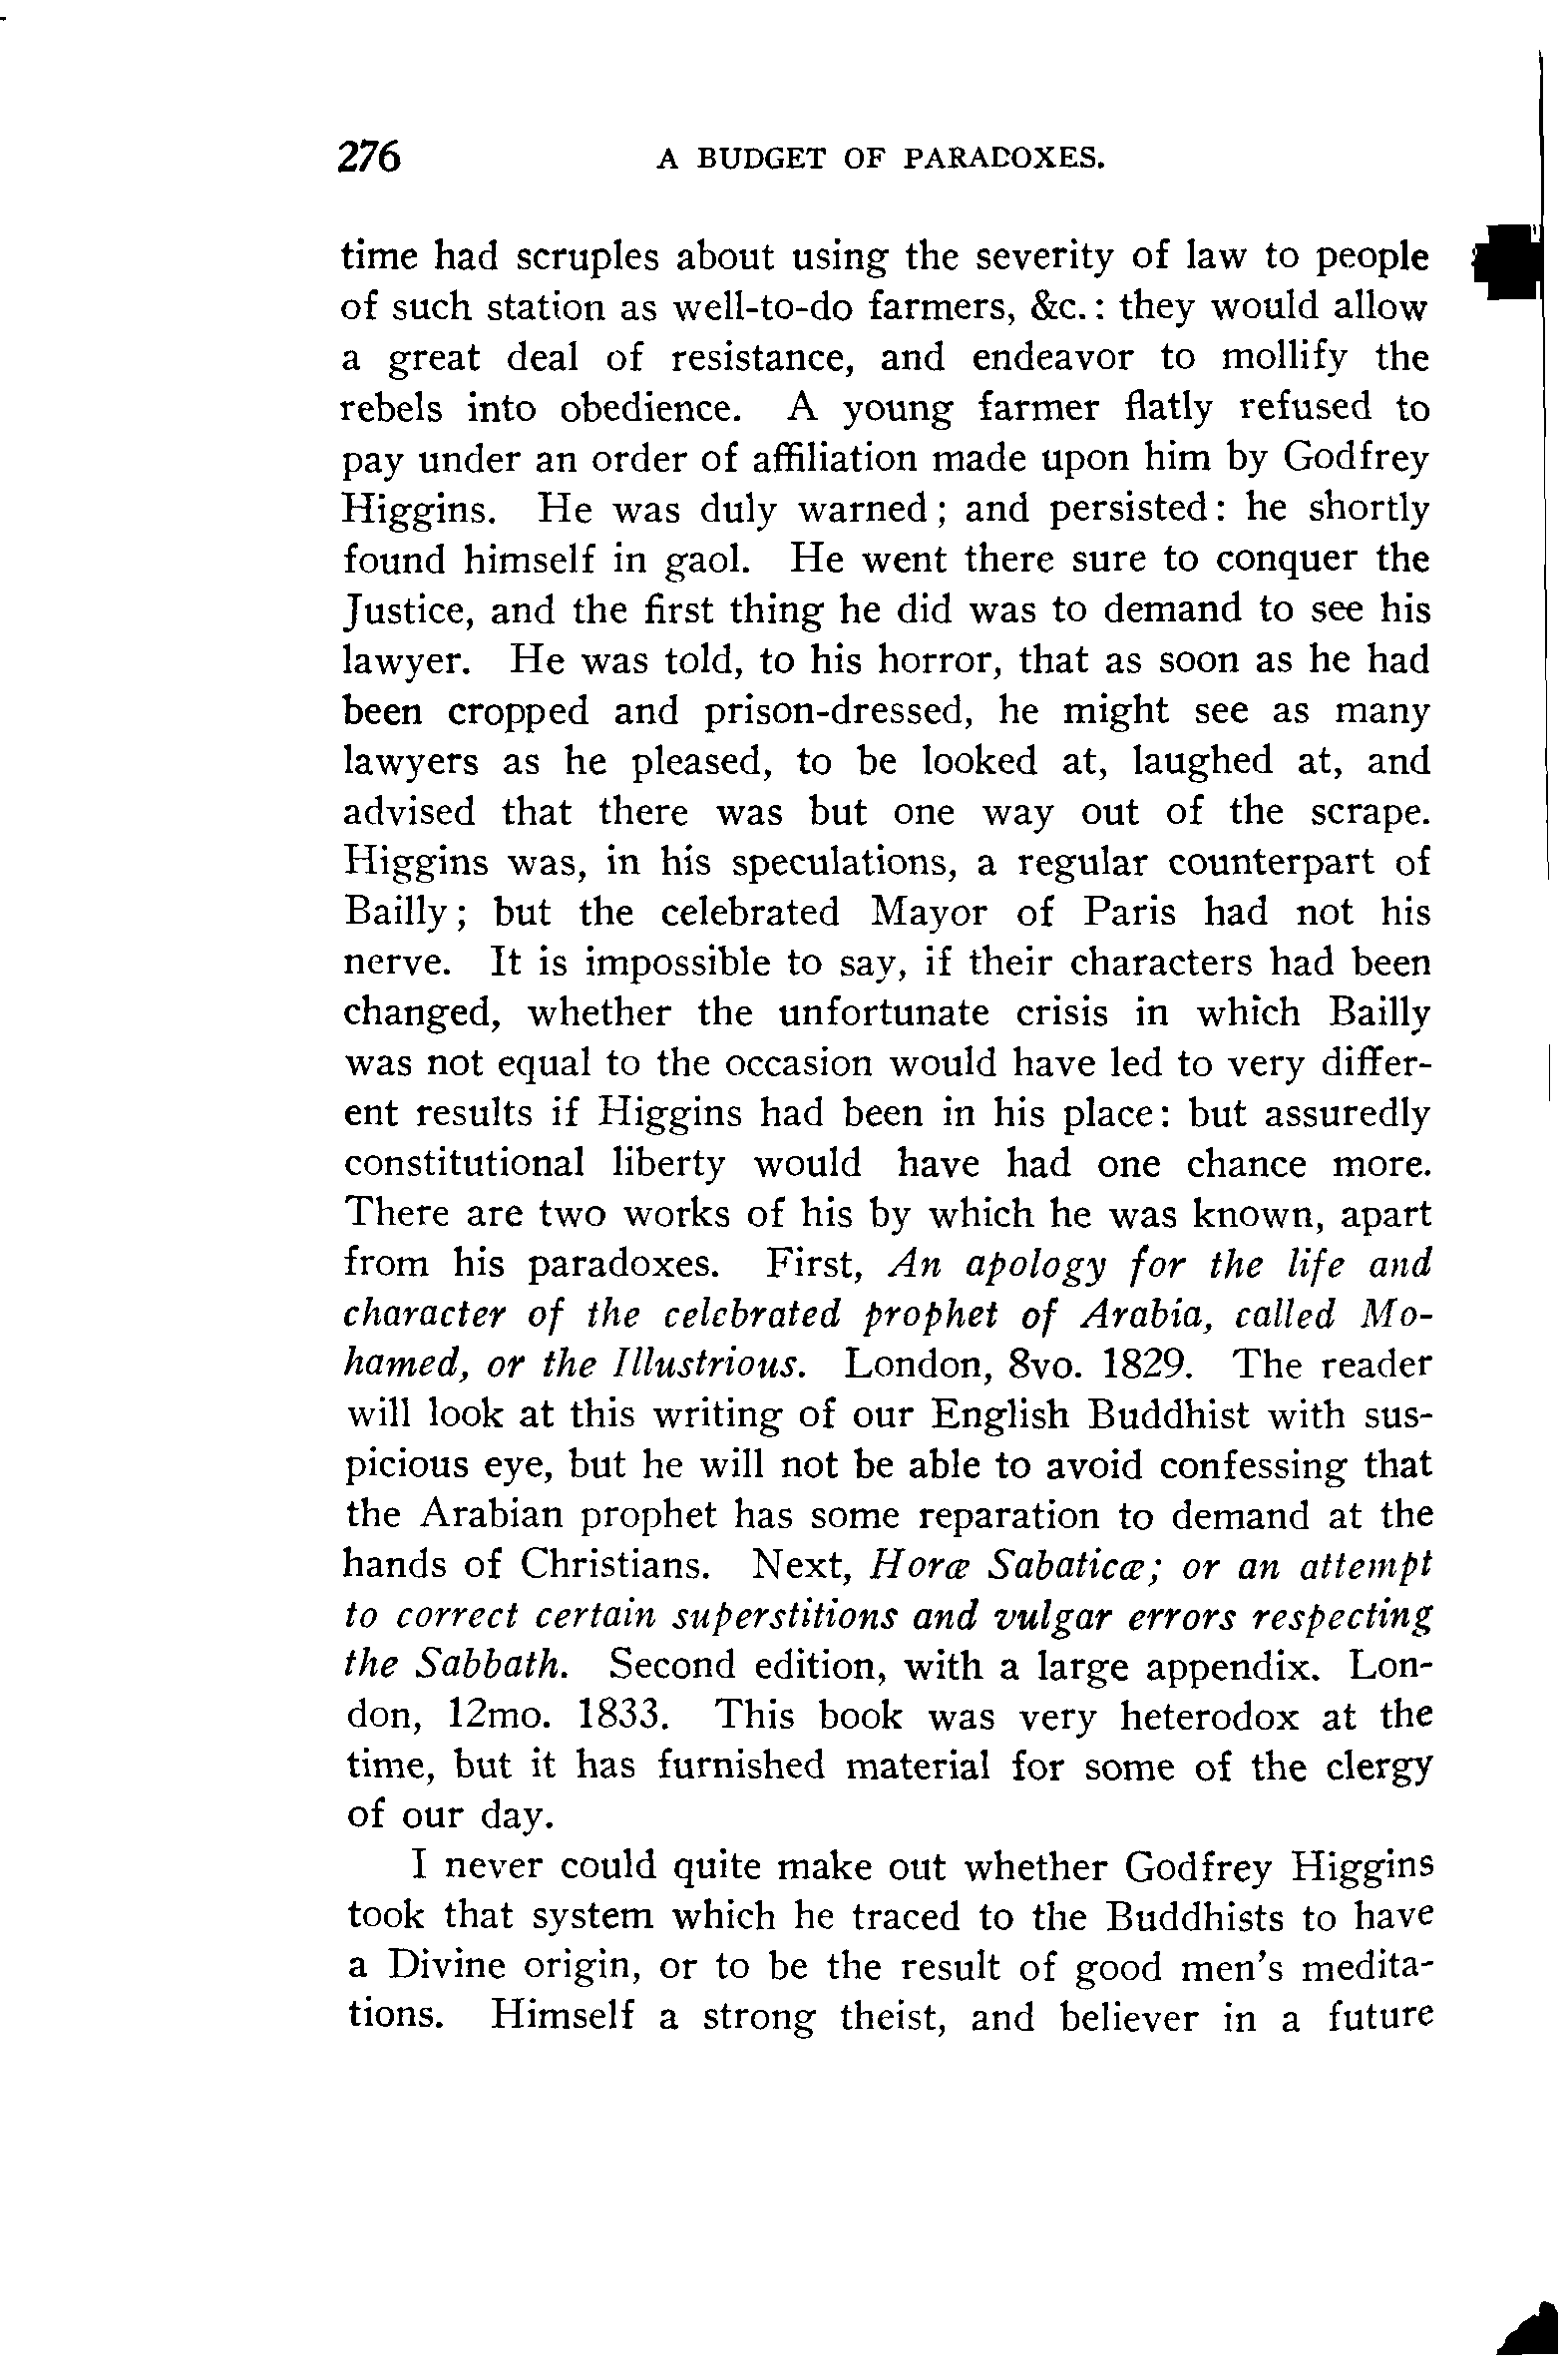 276 A BUDGET OF PARADOXES.
time had scruples about using the severity of law to people
of such station as well-to-do farmers, &c.: they would allow
a great deal of resistance, and endeavor to mollify the
rebels into obedience. A young farmer flatly refused to
pay under an order of affiliation made upon him by Godfrey
Higgins. He was duly warned; and persisted: he shortly
found himself in gaol. He went there sure to conquer the
Justice, and the first thing he did was to demand to see his
lawyer. He was told, to his horror, that as soon as he had
been cropped and prison-dressed, he might see as many
lawyers as he pleased, to be looked at, laughed at, and
advised that there was but one way out of the scrape.
Higgins was, in his speculations, a regular counterpart of
Bailly; but the celebrated Mayor of Paris had not his
nerve. It is impossible to say, if their characters had been
changed, whether the unfortunate crisis in which Bailly
was not equal to the occasion would have led to very differ-
ent results if Higgins had been in his place: but assuredly
constitutional liberty would have had one chance more.
There are two works of his by which he was known, apart
from his paradoxes. First, An apology for the life and
character of the celebrated prophet of Arabia, called Mo-
hamed, or the Illustrious. London, 8vo. 1829. The reader
will look at this writing of our English Buddhist with sus-
picious eye, but he will not be able to avoid confessing that
the Arabian prophet has some reparation to demand at the
hands of Christians. Next, Horæ Sabaticæ; or an attempt
to correct certain superstitions and vulgar errors respecting
the Sabbath. Second edition, with a large appendix. Lon-
don, 12mo. 1833. This book was very heterodox at the
time, but it has furnished material for some of the clergy
of our day.
I never could quite make out whether Godfrey Higgins
took that system which he traced to the Buddhists to have
a Divine origin, or to be the result of good men's medita-
tions. Himself a strong theist, and believer in a future